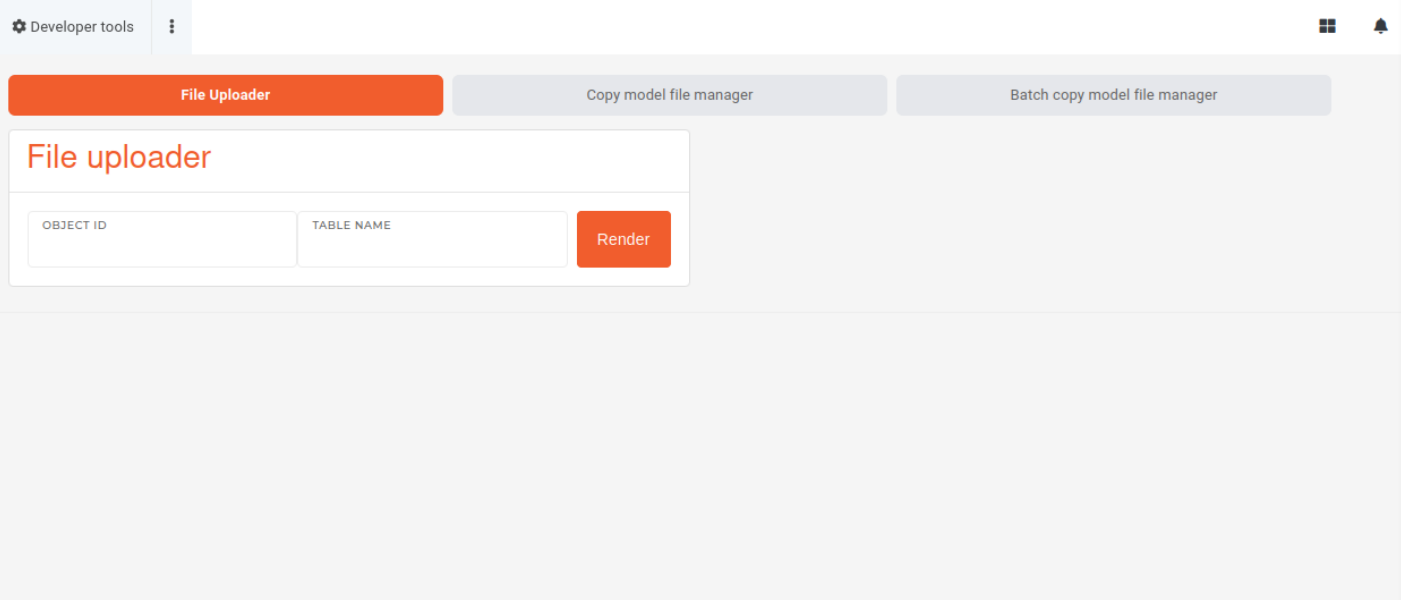 Developer tools
File Uploader
Copy model file manager
Batch copy model file manager
File uploader
OBJECT ID
TABLE NAME
Render